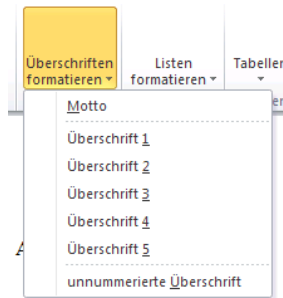 Überschriften Listen Tabellen
formatieren formatieren
Motto
Überschrift 1
Überschrift 2
Überschrift 3
Überschrift 4
Überschrift 5
unnummerierte Überschrift